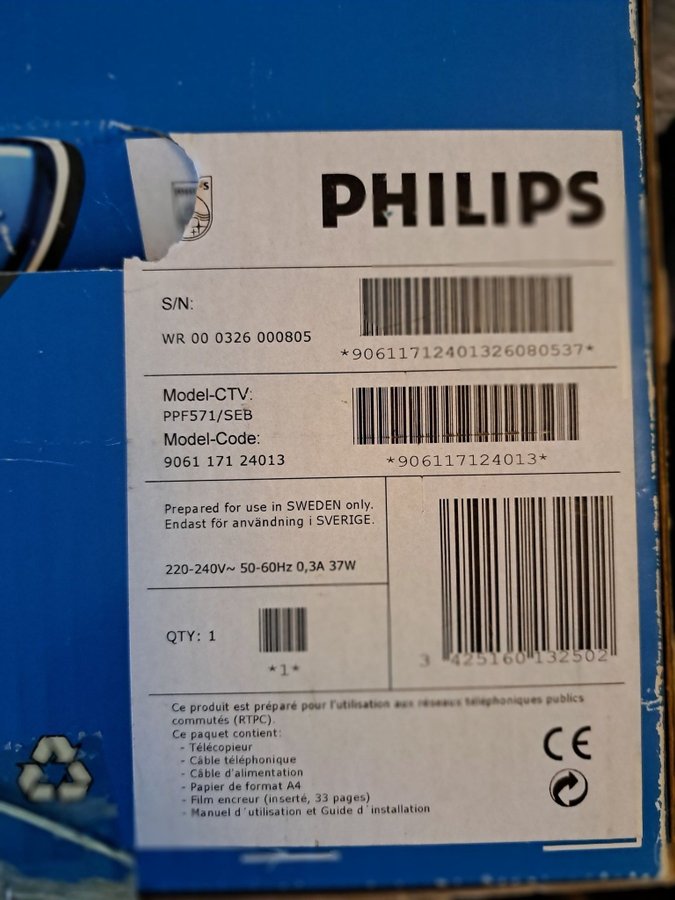 PHILIPS
S/N:
WR 00 0326 000805
*90611712401326080537*
Model-CTV:
PPF571/SEB
Model-Code:
9061 171 24013
*906117124013*
Prepared for use in SWEDEN only.
Endast för användning i SVERIGE.
220-240V~ 50-60Hz 0,3A 37W
QTY: 1
*1*
3 425160 132502
Ce produit est préparé pour l'utilisation aux réseaux téléphoniques publics
commutés (RTPC).
Ce paquet contient:
- Télécopieur
- Câble téléphonique
- Câble d'alimentation
- Papier de format A4
- Film encreur (inseré, 33 pages)
- Manuel d´utilisation et Guide d´installation
CE